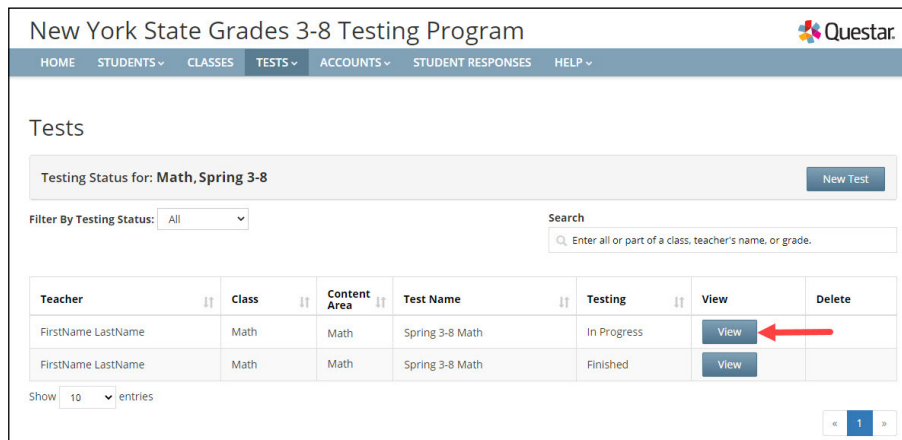 New York State Grades 3-8 Testing Program
Questar.
HOME STUDENTS CLASSES TESTS ACCOUNTS STUDENT RESPONSES HELP
Tests
Testing Status for: Math, Spring 3-8 New Test
Filter By Testing Status: All
Search
Enter all or part of a class, teacher's name, or grade.
Teacher Class Content Area Test Name Testing View Delete
FirstName LastName Math Math Spring 3-8 Math In Progress View
FirstName LastName Math Math Spring 3-8 Math Finished View
Show 10 entries
« 1 »